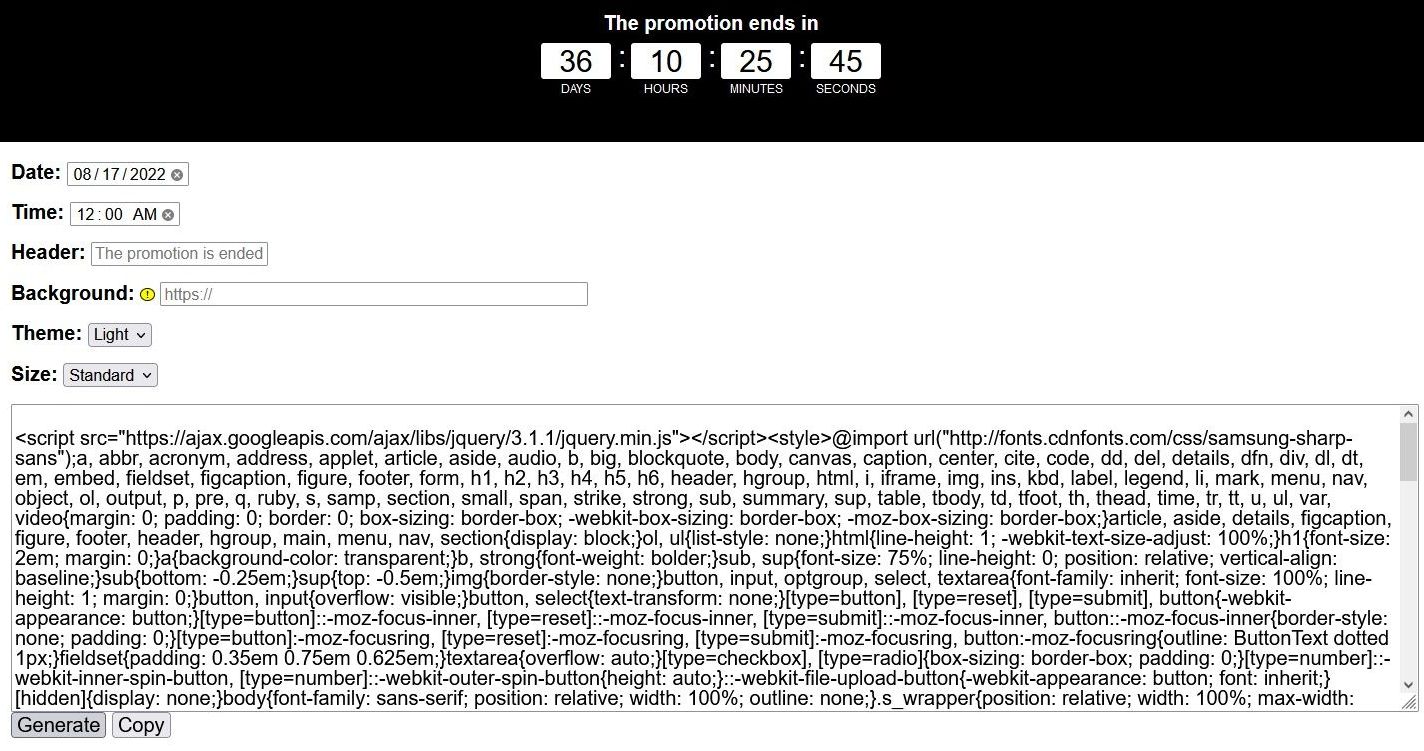 The promotion ends in
36 : 10 : 25 : 45
DAYS HOURS MINUTES SECONDS
Date: 08/17/2022
Time: 12:00 AM
Header: The promotion is ended
Background: ! https://
Theme: Light
Size: Standard
<script src="https://ajax.googleapis.com/ajax/libs/jquery/3.1.1/jquery.min.js"></script><style>@import url("http://fonts.cdnfonts.com/css/samsung-sharp-
sans");a, abbr, acronym, address, applet, article, aside, audio, b, big, blockquote, body, canvas, caption, center, cite, code, dd, del, details, dfn, div, dl, dt,
em, embed, fieldset, figcaption, figure, footer, form, h1, h2, h3, h4, h5, h6, header, hgroup, html, i, iframe, img, ins, kbd, label, legend, li, mark, menu, nav,
object, ol, output, p, pre, q, ruby, s, samp, section, small, span, strike, strong, sub, summary, sup, table, tbody, td, tfoot, th, thead, time, tr, tt, u, ul, var,
video{margin: 0; padding: 0; border: 0; box-sizing: border-box; -webkit-box-sizing: border-box; -moz-box-sizing: border-box;}article, aside, details, figcaption,
figure, footer, header, hgroup, main, menu, nav, section{display: block;}ol, ul{list-style: none;}html{line-height: 1; -webkit-text-size-adjust: 100%;}h1{font-size:
2em; margin: 0;}a{background-color: transparent;}b, strong{font-weight: bolder;}sub, sup{font-size: 75%; line-height: 0; position: relative; vertical-align:
baseline;}sub{bottom: -0.25em;}sup{top: -0.5em;}img{border-style: none;}button, input, optgroup, select, textarea{font-family: inherit; font-size: 100%; line-
height: 1; margin: 0;}button, input{overflow: visible;}button, select{text-transform: none;}[type=button], [type=reset], [type=submit], button{-webkit-
appearance: button;}[type=button]::-moz-focus-inner, [type=reset]::-moz-focus-inner, [type=submit]::-moz-focus-inner, button::-moz-focus-inner{border-style:
none; padding: 0;}[type=button]:-moz-focusring, [type=reset]:-moz-focusring, [type=submit]:-moz-focusring, button:-moz-focusring{outline: ButtonText dotted
1px;}fieldset{padding: 0.35em 0.75em 0.625em;}textarea{overflow: auto;}[type=checkbox], [type=radio]{box-sizing: border-box; padding: 0;}[type=number]::-
webkit-inner-spin-button, [type=number]::-webkit-outer-spin-button{height: auto;}::-webkit-file-upload-button{-webkit-appearance: button; font: inherit;}
[hidden]{display: none;}body{font-family: sans-serif; position: relative; width: 100%; outline: none;}.s_wrapper{position: relative; width: 100%; max-width:
Generate Copy